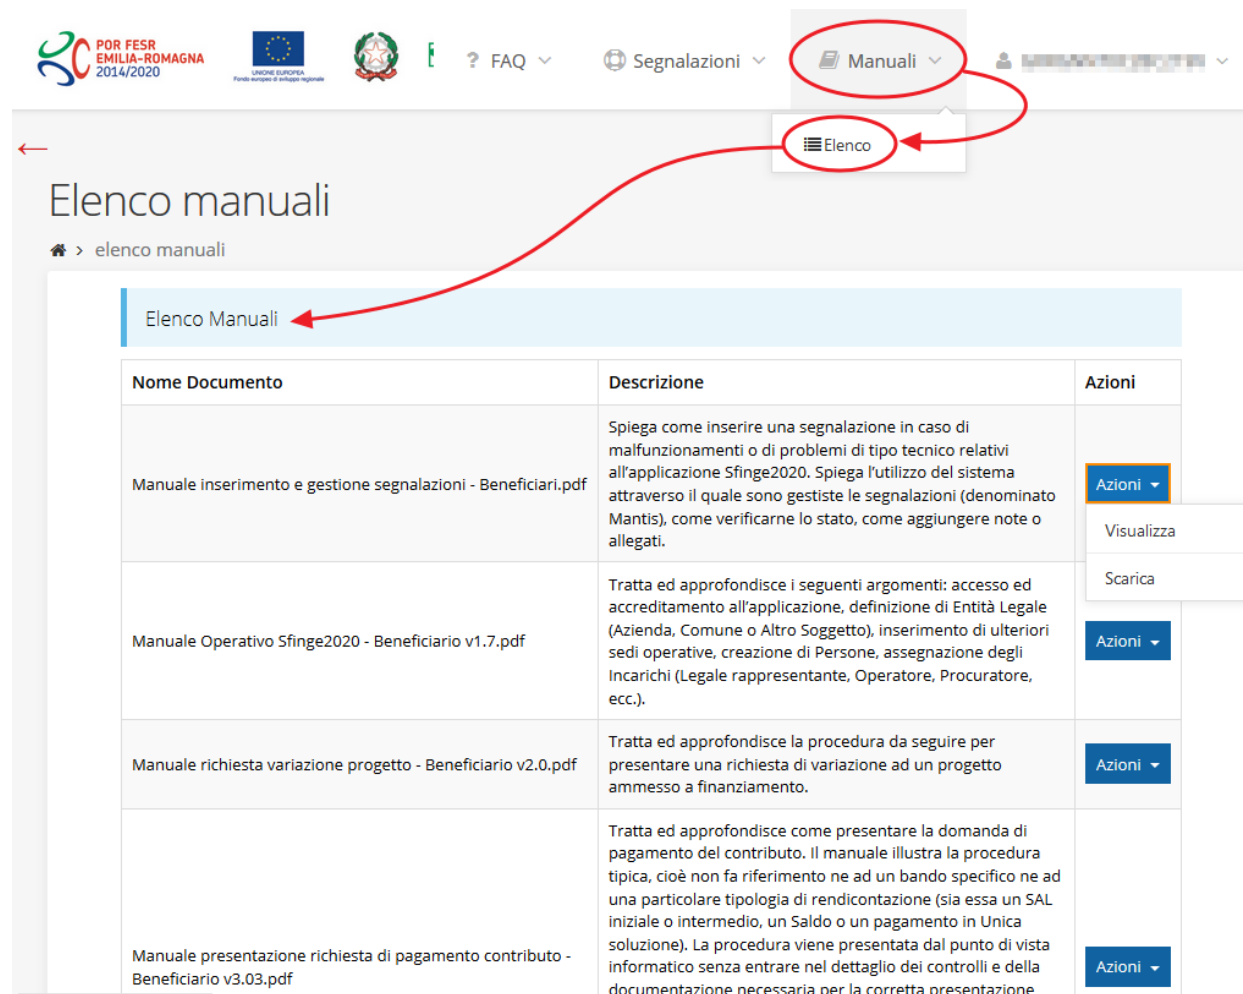 POR FESR
EMILIA-ROMAGNA
2014/2020
UNIONE EUROPEA
Fondo europeo di sviluppo regionale
? FAQ
Segnalazioni
Manuali
Elenco
Elenco manuali
> elenco manuali
Elenco Manuali
Nome Documento
Descrizione
Azioni
Manuale inserimento e gestione segnalazioni - Beneficiari.pdf
Spiega come inserire una segnalazione in caso di
malfunzionamenti o di problemi di tipo tecnico relativi
all'applicazione Sfinge2020. Spiega l'utilizzo del sistema
attraverso il quale sono gestiste le segnalazioni (denominato
Mantis), come verificarne lo stato, come aggiungere note o
allegati.
Azioni
Visualizza
Scarica
Manuale Operativo Sfinge2020 - Beneficiario v1.7.pdf
Tratta ed approfondisce i seguenti argomenti: accesso ed
accreditamento all'applicazione, definizione di Entità Legale
(Azienda, Comune o Altro Soggetto), inserimento di ulteriori
sedi operative, creazione di Persone, assegnazione degli
Incarichi (Legale rappresentante, Operatore, Procuratore,
ecc.).
Azioni
Manuale richiesta variazione progetto - Beneficiario v2.0.pdf
Tratta ed approfondisce la procedura da seguire per
presentare una richiesta di variazione ad un progetto
ammesso a finanziamento.
Azioni
Manuale presentazione richiesta di pagamento contributo -
Beneficiario v3.03.pdf
Tratta ed approfondisce come presentare la domanda di
pagamento del contributo. Il manuale illustra la procedura
tipica, cioè non fa riferimento ne ad un bando specifico ne ad
una particolare tipologia di rendicontazione (sia essa un SAL
iniziale o intermedio, un Saldo o un pagamento in Unica
soluzione). La procedura viene presentata dal punto di vista
informatico senza entrare nel dettaglio dei controlli e della
documentazione necessaria per la corretta presentazione
Azioni